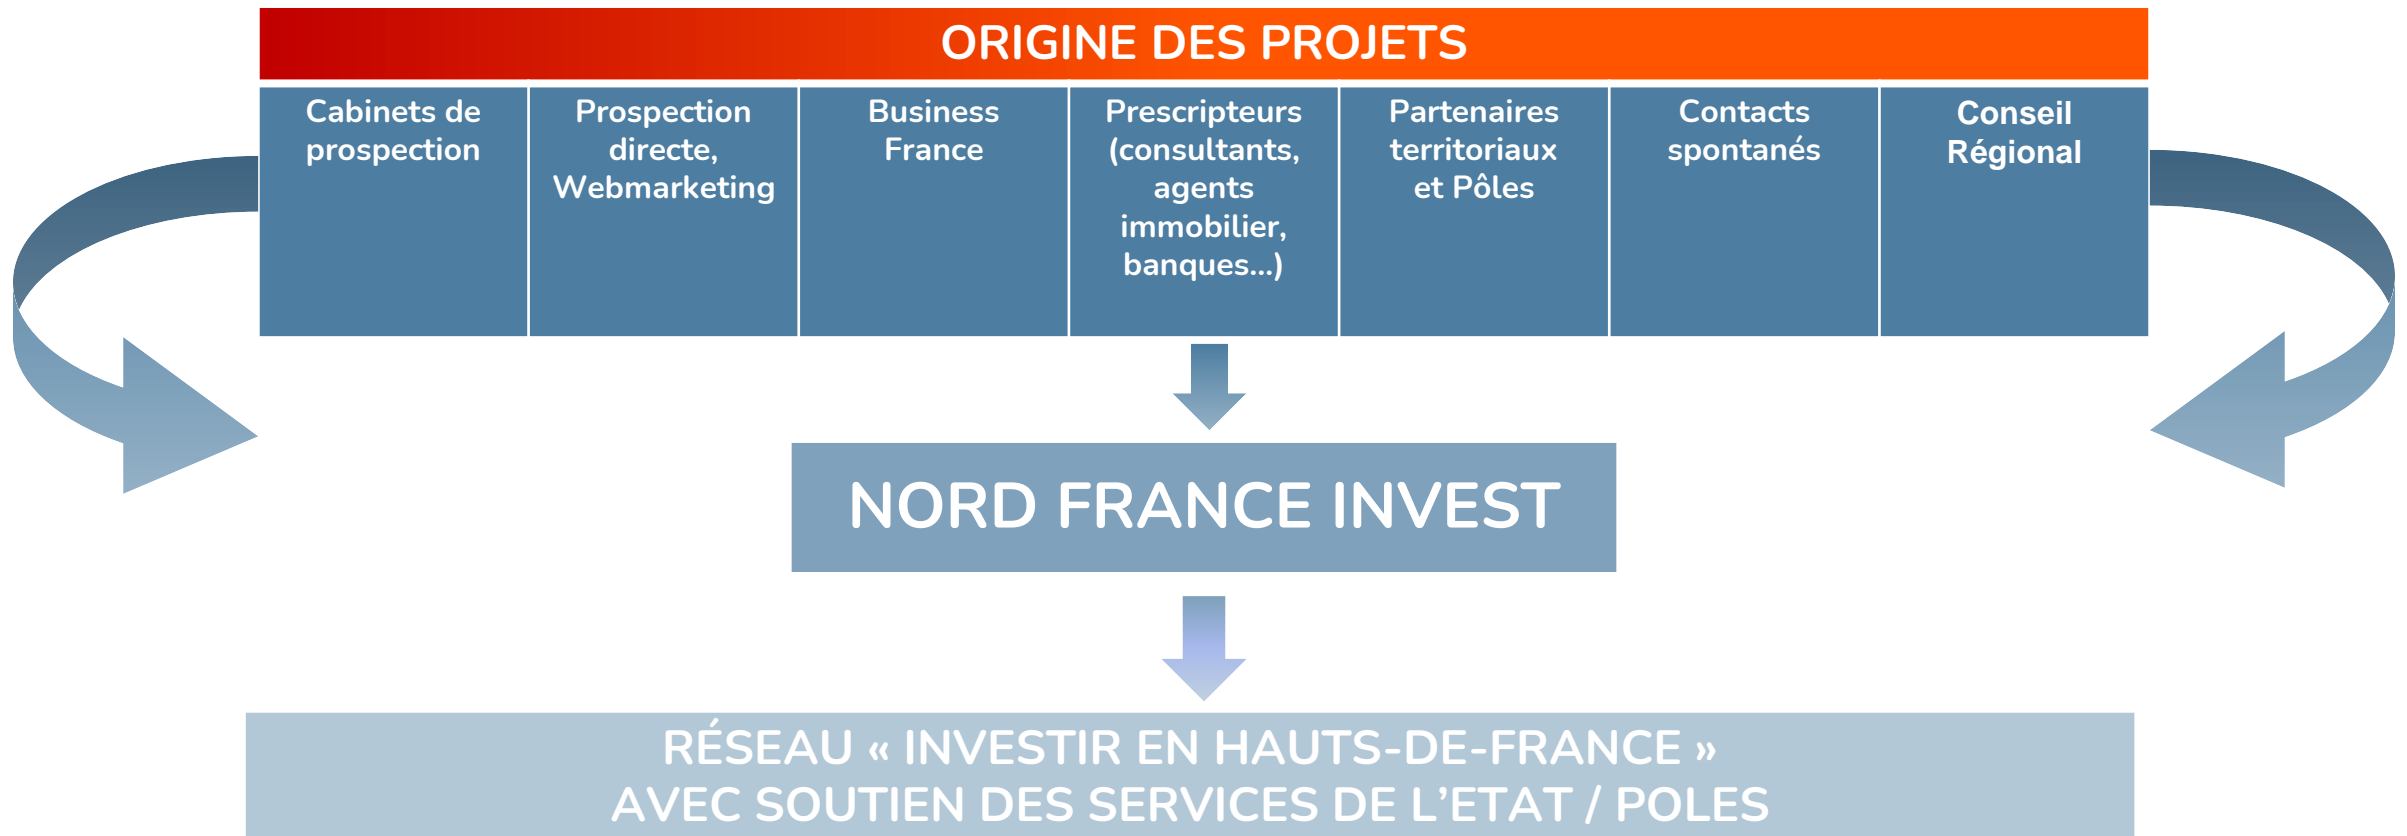 ORIGINE DES PROJETS
Cabinets de
prospection
Prospection
directe,
Webmarketing
Business
France
Prescripteurs
(consultants,
agents
immobilier,
banques...)
Partenaires
territoriaux
et Pôles
Contacts
spontanés
Conseil
Régional
NORD FRANCE INVEST
RÉSEAU « INVESTIR EN HAUTS-DE-FRANCE »
AVEC SOUTIEN DES SERVICES DE L’ETAT / POLES